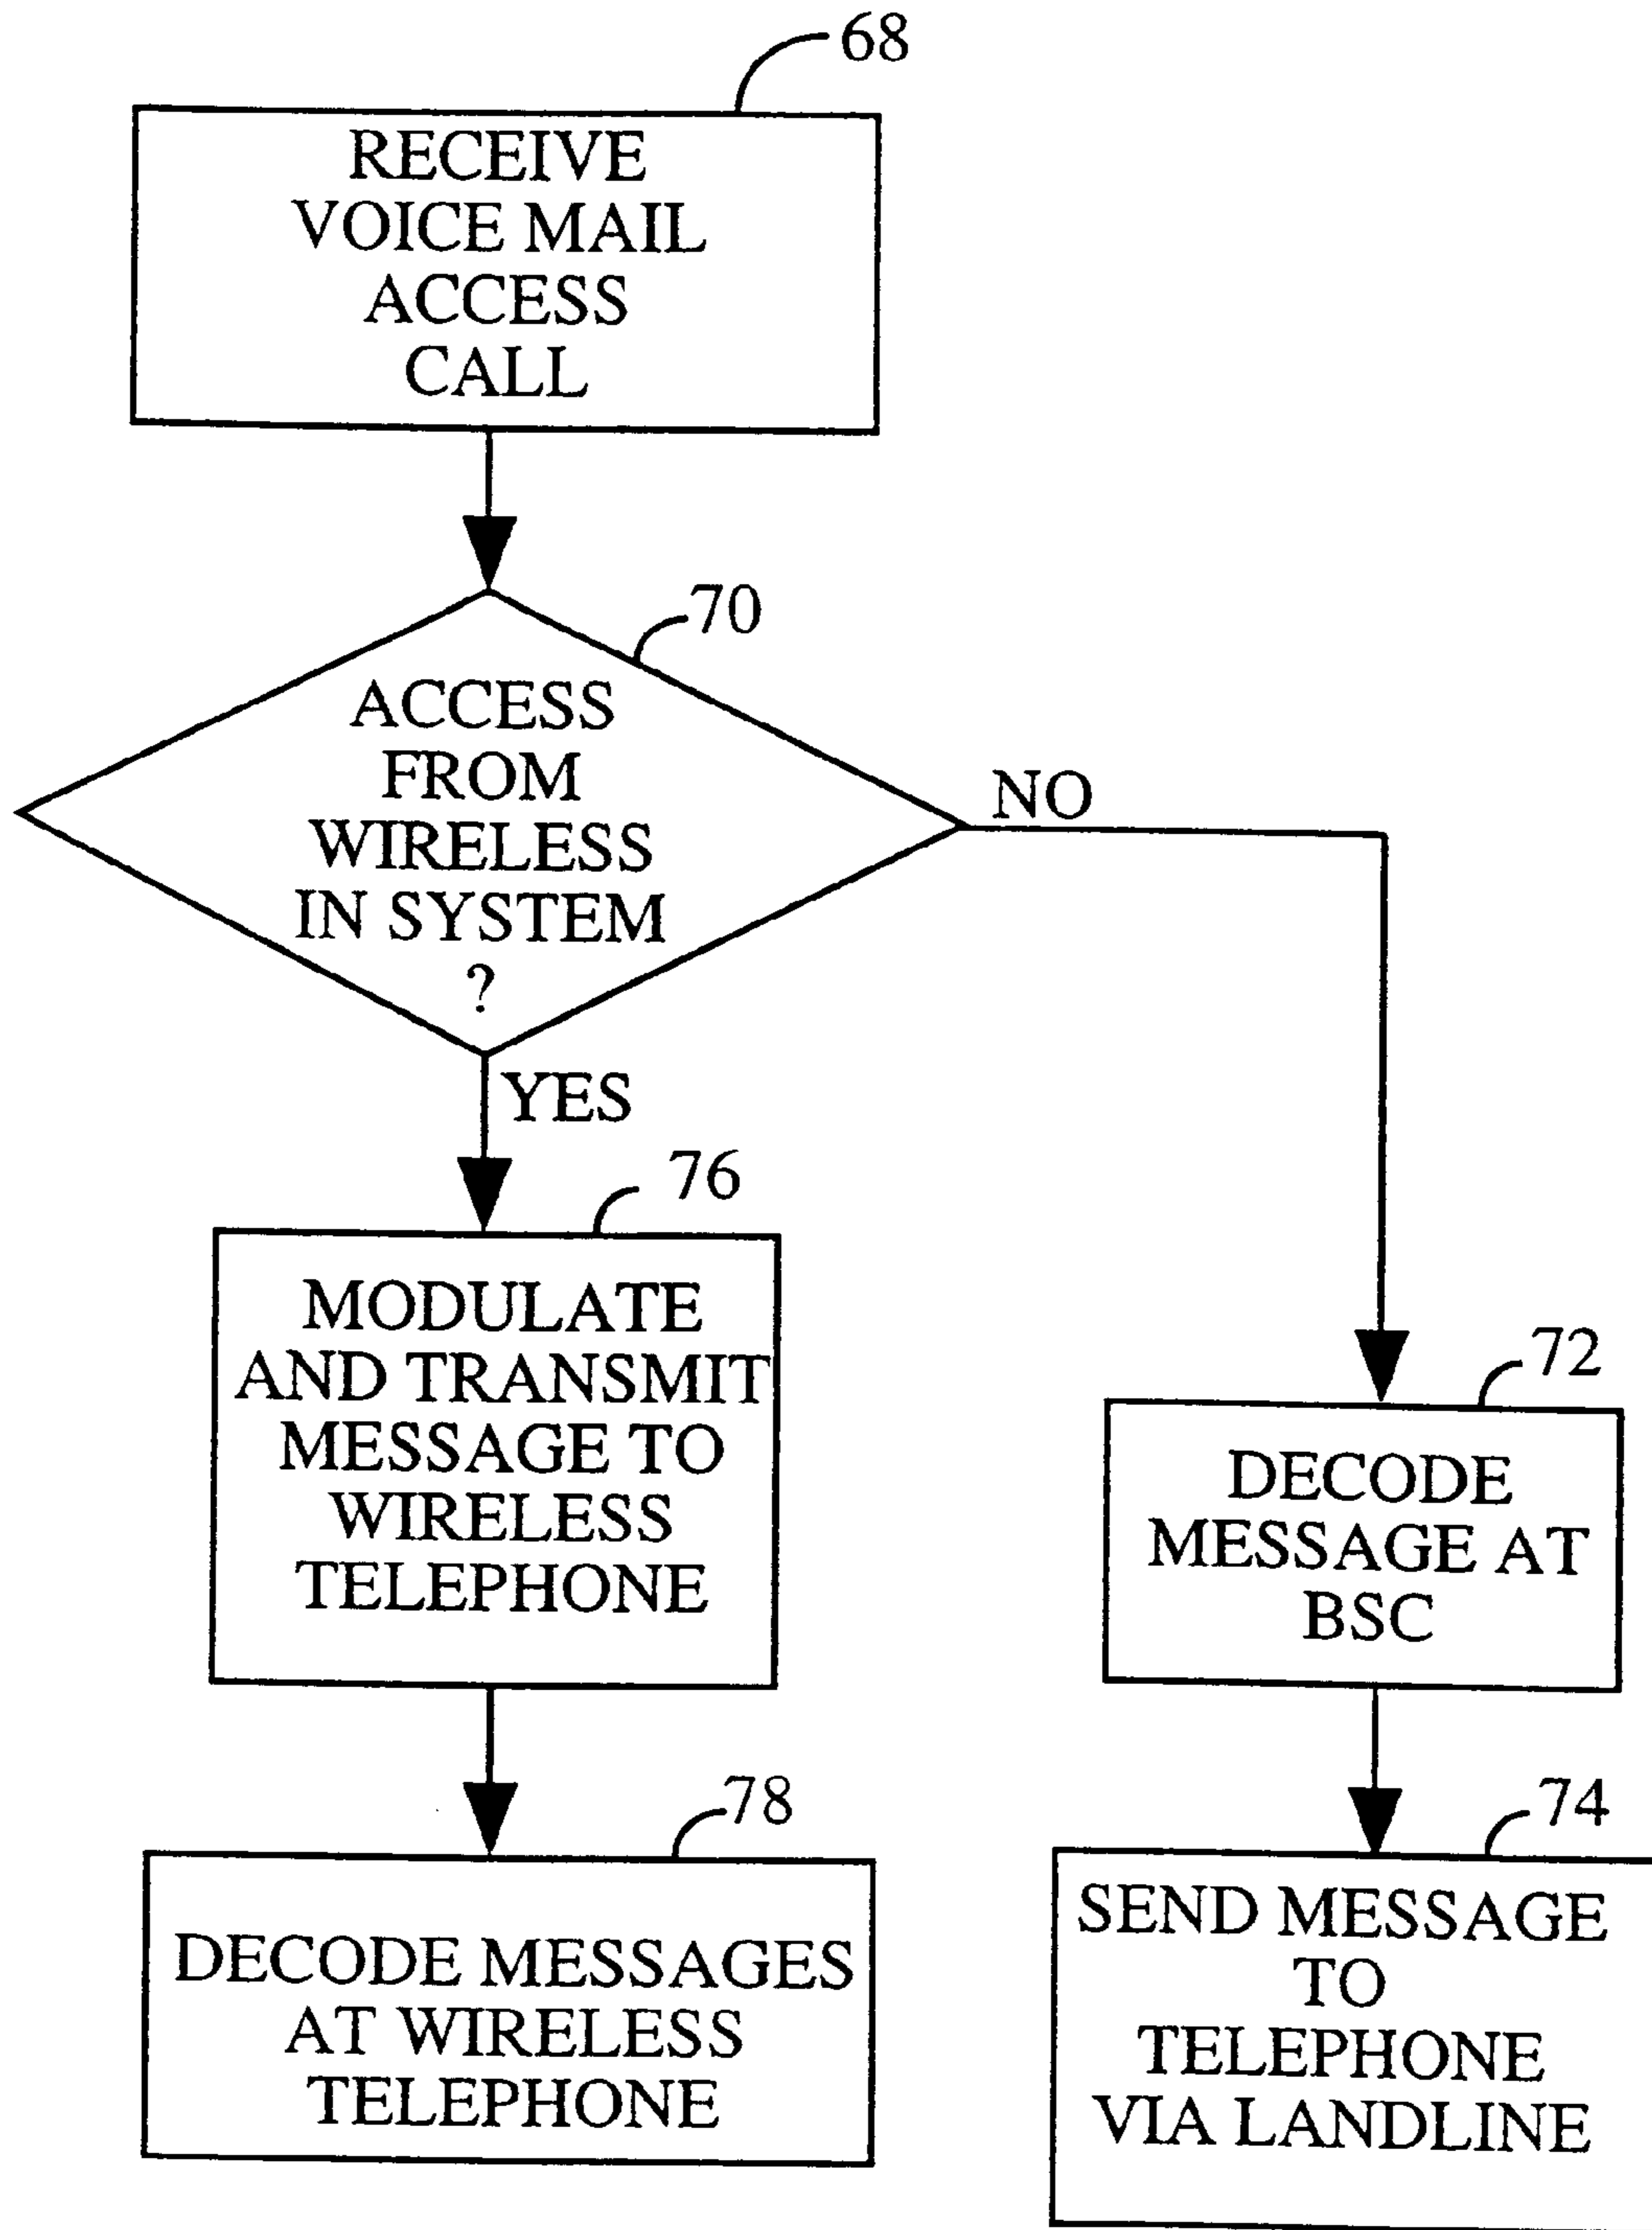 68
RECEIVE
VOICE MAIL
ACCESS
CALL
70
ACCESS
FROM
WIRELESS
IN SYSTEM
?
NO
YES
76
MODULATE
AND TRANSMIT
MESSAGE TO
WIRELESS
TELEPHONE
72
DECODE
MESSAGE AT
BSC
78
DECODE MESSAGES
AT WIRELESS
TELEPHONE
74
SEND MESSAGE
TO
TELEPHONE
VIA LANDLINE